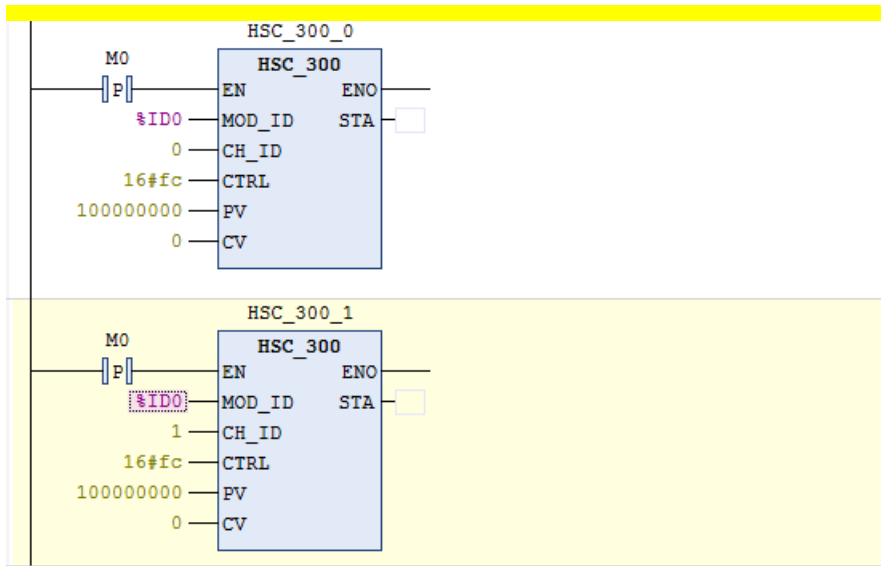 HSC_300_0
M0 HSC_300
P EN ENO
%ID0 MOD_ID STA
0 CH_ID
16#fc CTRL
100000000 PV
0 CV
HSC_300_1
M0 HSC_300
P EN ENO
%ID0 MOD_ID STA
1 CH_ID
16#fc CTRL
100000000 PV
0 CV